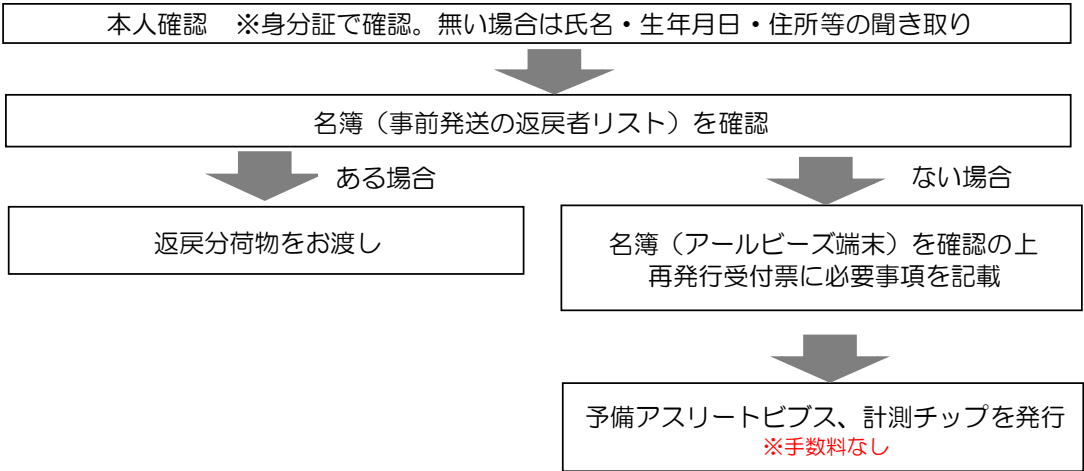 本人確認　※身分証で確認。無い場合は氏名・生年月日・住所等の聞き取り
名簿（事前発送の返戻者リスト）を確認
ある場合
ない場合
返戻分荷物をお渡し
名簿（アールビーズ端末）を確認の上
再発行受付票に必要事項を記載
予備アスリートビブス、計測チップを発行
※手数料なし